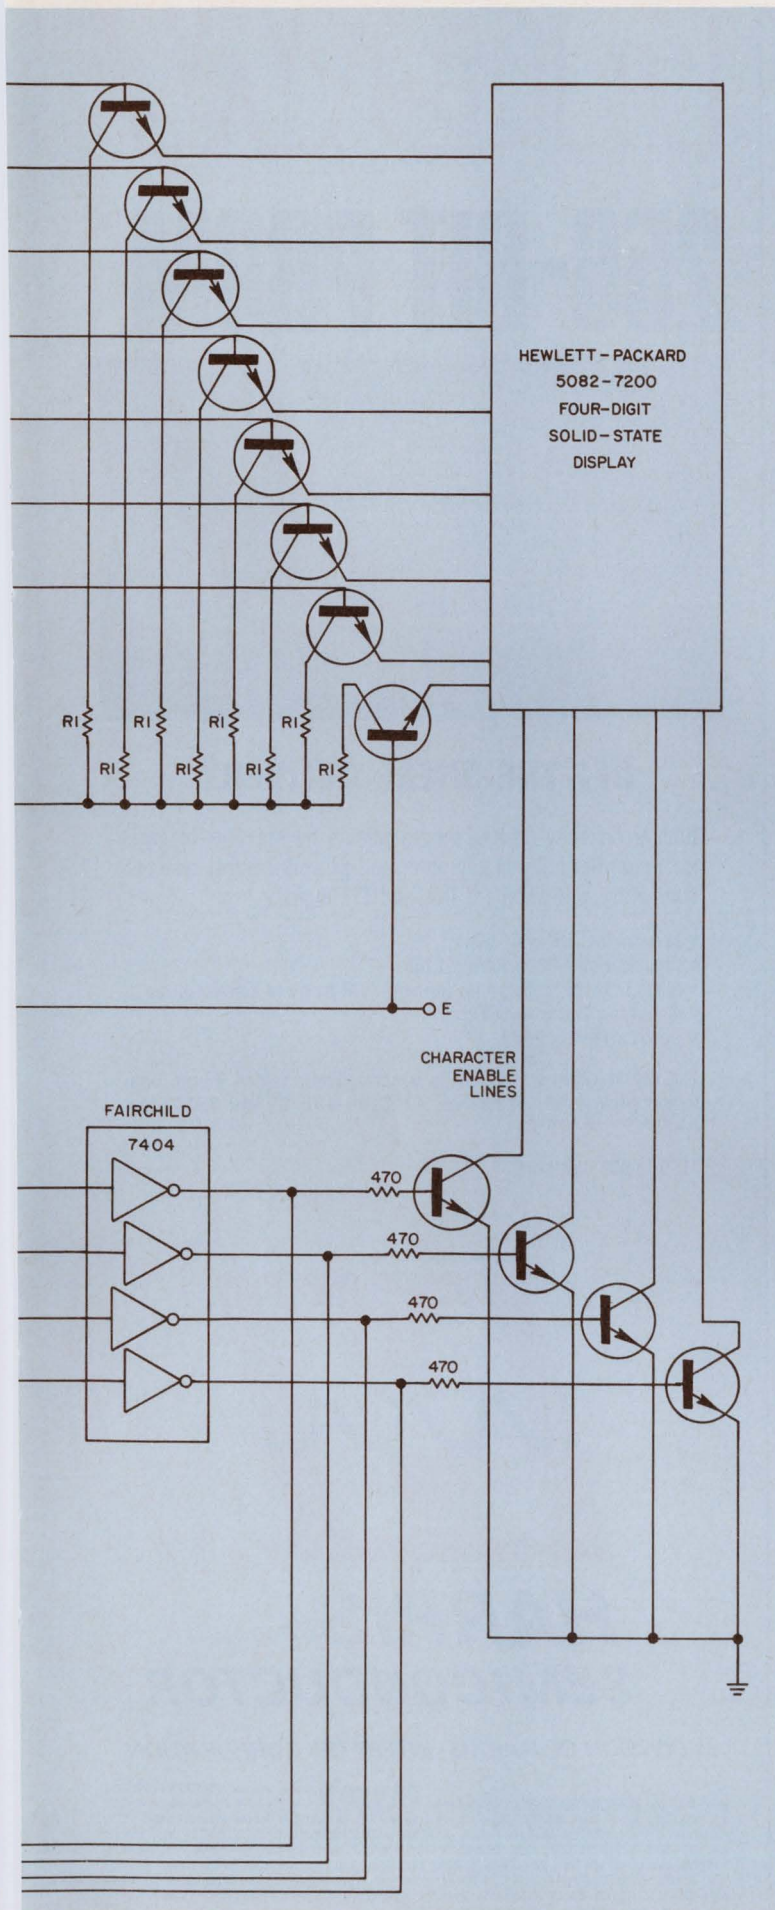 HEWLETT-PACKARD
5082-7200
FOUR-DIGIT
SOLID-STATE
DISPLAY
R1
R1
R1
R1
R1
R1
R1
R1
E
CHARACTER
ENABLE
LINES
FAIRCHILD
7404
470
470
470
470